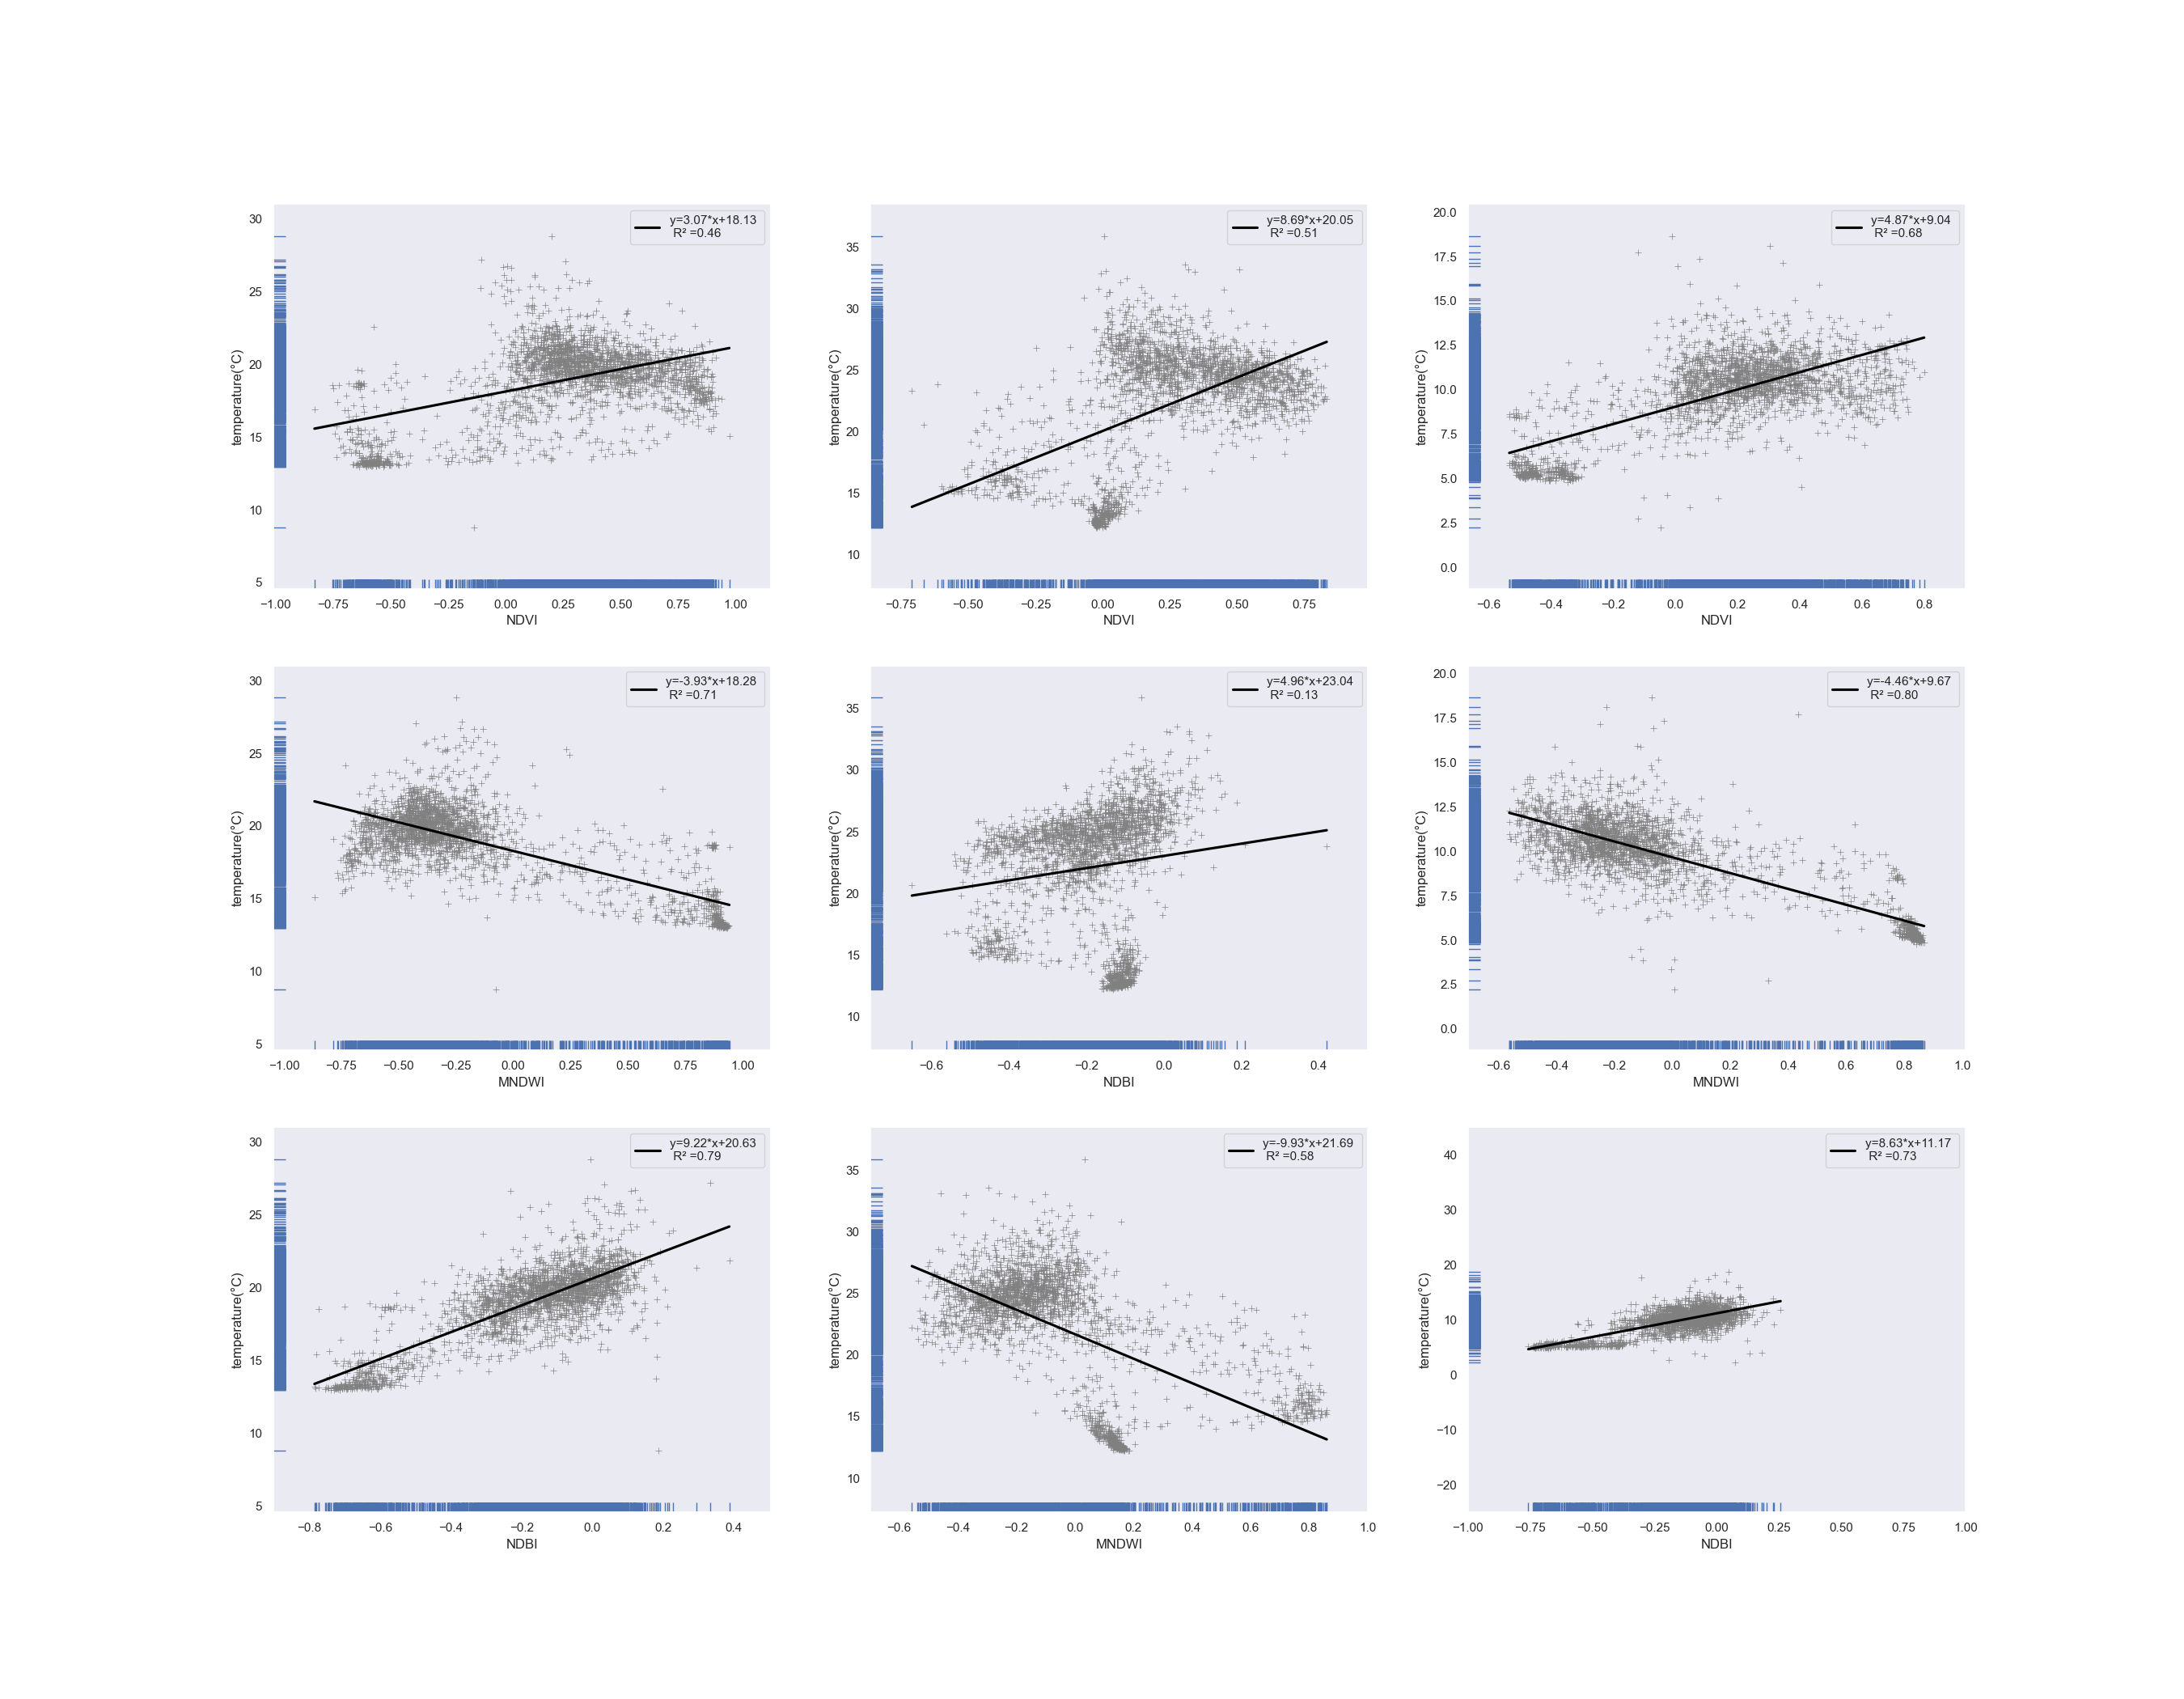 30
25
20
15
10
5
temperature(°C)
y=3.07*x+18.13
R² =0.46
−1.00 −0.75 −0.50 −0.25 0.00 0.25 0.50 0.75 1.00
NDVI
35
30
25
20
15
10
temperature(°C)
y=8.69*x+20.05
R² =0.51
−0.75 −0.50 −0.25 0.00 0.25 0.50 0.75
NDVI
20.0
17.5
15.0
12.5
10.0
7.5
5.0
2.5
0.0
temperature(°C)
y=4.87*x+9.04
R² =0.68
−0.6 −0.4 −0.2 0.0 0.2 0.4 0.6 0.8
NDVI
30
25
20
15
10
5
temperature(°C)
y=-3.93*x+18.28
R² =0.71
−1.00 −0.75 −0.50 −0.25 0.00 0.25 0.50 0.75 1.00
MNDWI
35
30
25
20
15
10
temperature(°C)
y=4.96*x+23.04
R² =0.13
−0.6 −0.4 −0.2 0.0 0.2 0.4
NDBI
20.0
17.5
15.0
12.5
10.0
7.5
5.0
2.5
0.0
temperature(°C)
y=-4.46*x+9.67
R² =0.80
−0.6 −0.4 −0.2 0.0 0.2 0.4 0.6 0.8 1.0
MNDWI
30
25
20
15
10
5
temperature(°C)
y=9.22*x+20.63
R² =0.79
−0.8 −0.6 −0.4 −0.2 0.0 0.2 0.4
NDBI
35
30
25
20
15
10
temperature(°C)
y=-9.93*x+21.69
R² =0.58
−0.6 −0.4 −0.2 0.0 0.2 0.4 0.6 0.8 1.0
MNDWI
40
30
20
10
0
−10
−20
temperature(°C)
y=8.63*x+11.17
R² =0.73
−1.00 −0.75 −0.50 −0.25 0.00 0.25 0.50 0.75 1.00
NDBI